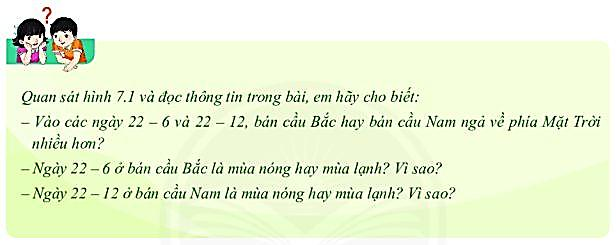 ?
Quan sát hình 7.1 và đọc thông tin trong bài, em hãy cho biết:
– Vào các ngày 22 – 6 và 22 – 12, bán cầu Bắc hay bán cầu Nam ngả về phía Mặt Trời
nhiều hơn?
– Ngày 22 – 6 ở bán cầu Bắc là mùa nóng hay mùa lạnh? Vì sao?
– Ngày 22 – 12 ở bán cầu Nam là mùa nóng hay mùa lạnh? Vì sao?